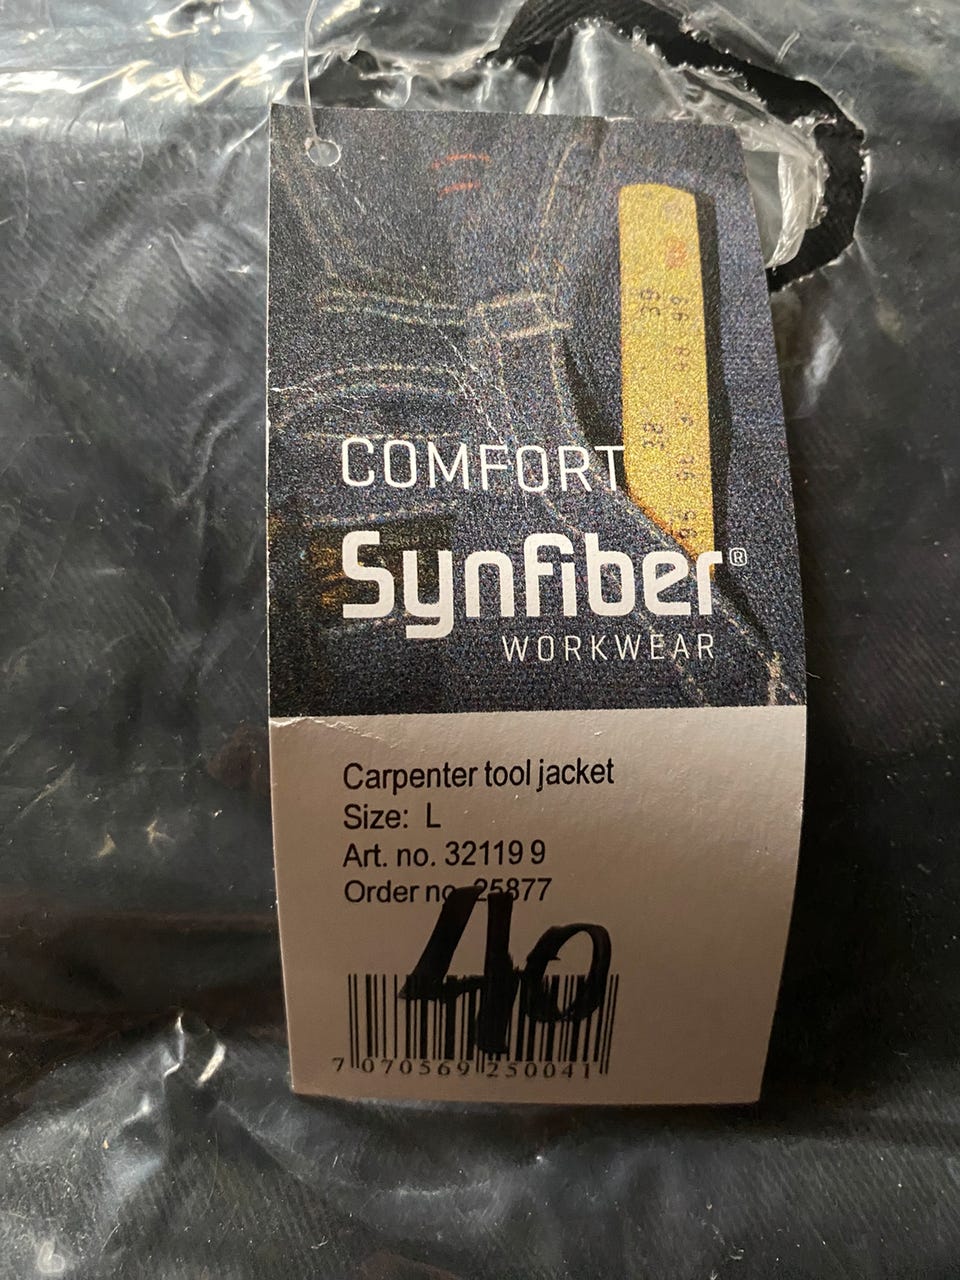 COMFORT
Synfiber®
WORKWEAR
Carpenter tool jacket
Size: L
Art. no. 32119 9
Order no. 25877
40
7 070569 250041